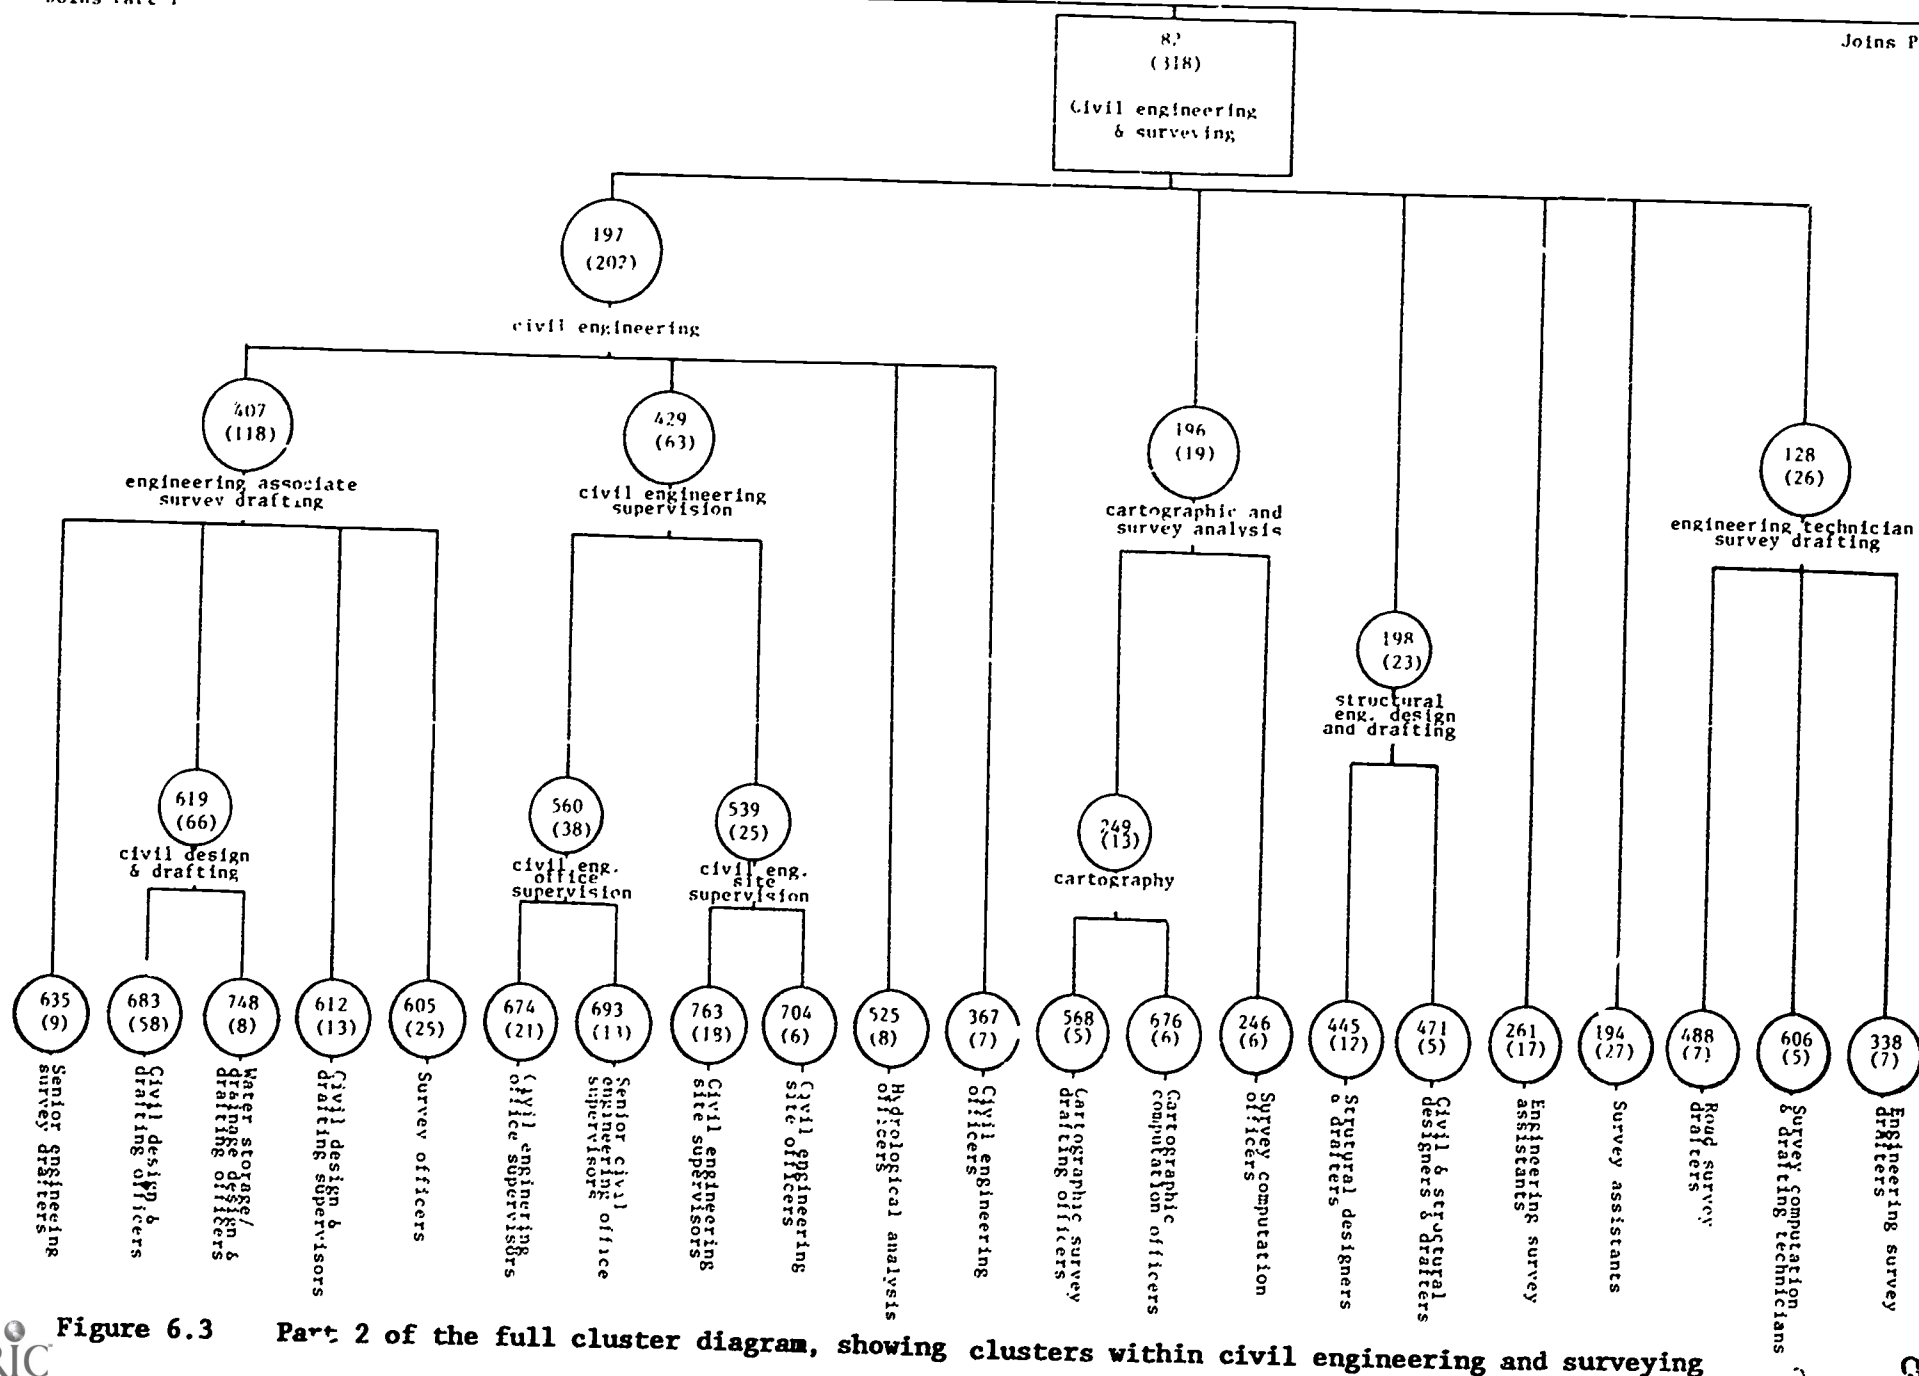 Joins P
(318)
Civil engineering
& surveying
197
(202)
civil engineering
407
(118)
engineering associate
survey drafting
429
(63)
civil engineering
supervision
196
(19)
cartographic and
survey analysis
128
(26)
engineering technician
survey drafting
198
(23)
structural
eng. design
and drafting
619
(66)
civil design
& drafting
560
(38)
civil eng.
office
supervision
539
(25)
civil eng.
site
supervision
249
(13)
cartography
635
(9)
Senior engineeing
survey drafters
683
(58)
Civil design &
drafting officers
748
(8)
Water storage/
drainage design &
drafting officers
612
(13)
Civil design &
drafting supervisors
605
(25)
Survey officers
674
(21)
Civil enginering
office supervisors
693
(13)
Senior civil
engineering office
supervisors
763
(18)
Civil engineering
site supervisors
704
(6)
Civil engineering
site officers
525
(8)
Hydrological analysis
officers
367
(7)
Civil engineering
officers
568
(5)
Cartographic survey
drafting officers
676
(6)
Cartographic
computation officers
246
(6)
Survey computation
officers
445
(12)
Strutural designers
& drafters
471
(5)
Civil & structural
designers & drafters
261
(17)
Engineering survey
assistants
194
(27)
Survey assistants
488
(7)
Road survey
drafters
606
(5)
Survey computation
& drafting technicians
338
(7)
Engineering survey
drafters
Figure 6.3 Part 2 of the full cluster diagram, showing clusters within civil engineering and surveying
RIC